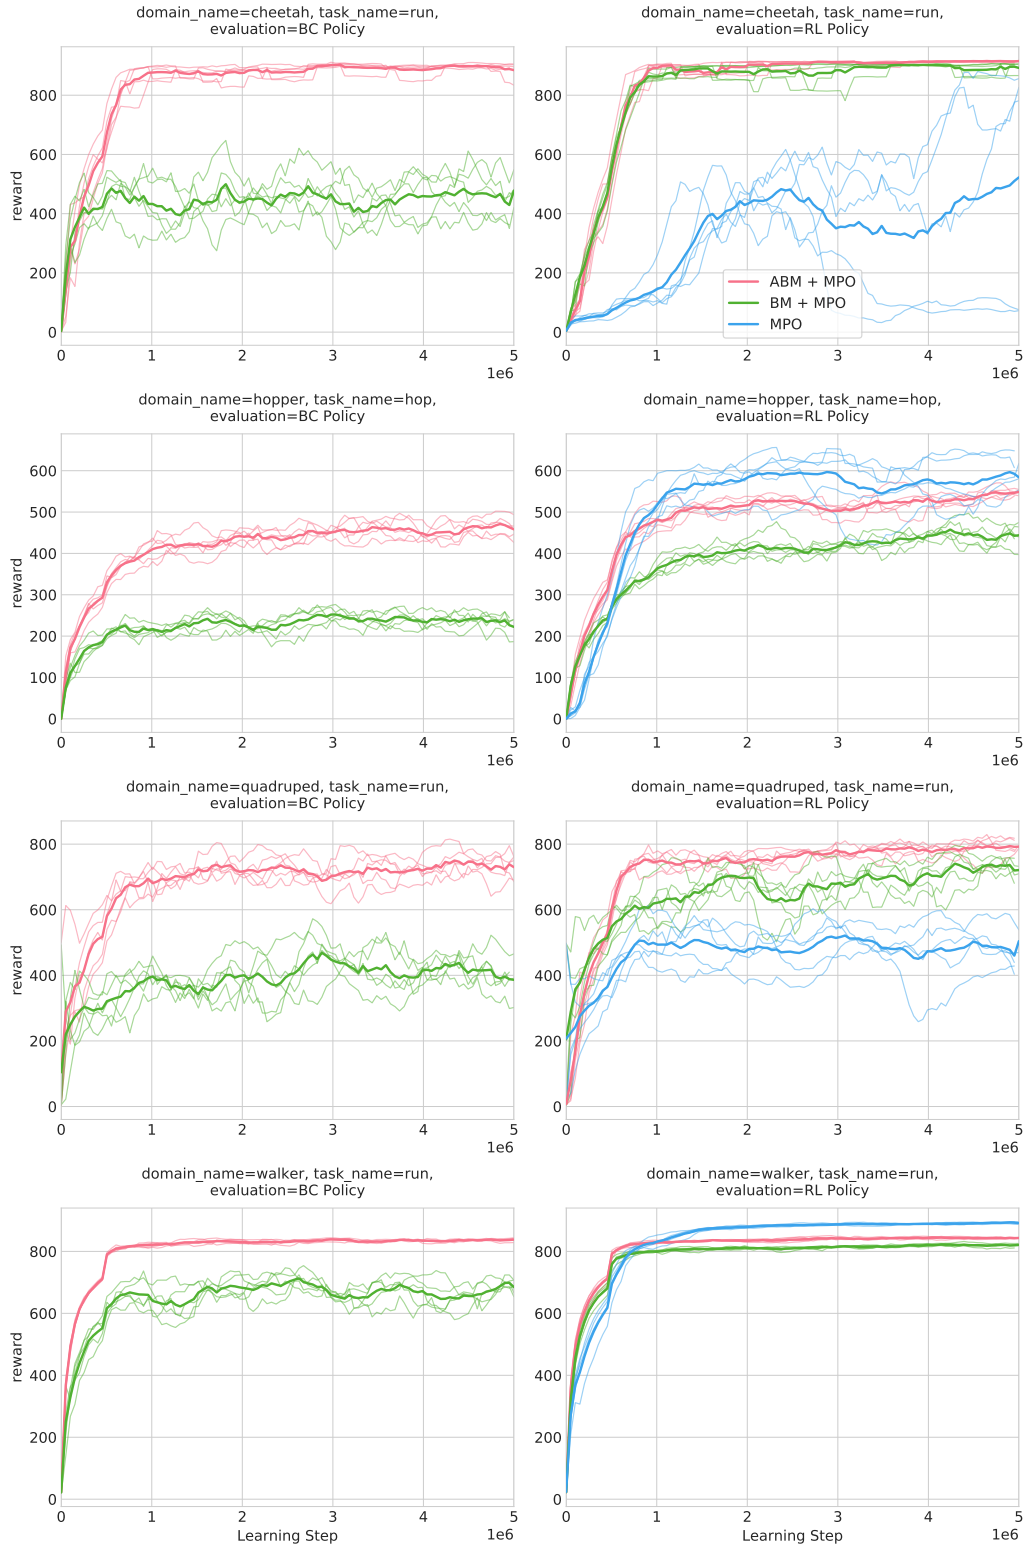 domain_name=cheetah, task_name=run,
evaluation=BC Policy
reward
800
600
400
200
0
0 1 2 3 4 5
1e6
domain_name=cheetah, task_name=run,
evaluation=RL Policy
800
600
400
200
0
ABM + MPO
BM + MPO
MPO
0 1 2 3 4 5
1e6
domain_name=hopper, task_name=hop,
evaluation=BC Policy
reward
600
500
400
300
200
100
0
0 1 2 3 4 5
1e6
domain_name=hopper, task_name=hop,
evaluation=RL Policy
600
500
400
300
200
100
0
0 1 2 3 4 5
1e6
domain_name=quadruped, task_name=run,
evaluation=BC Policy
reward
800
600
400
200
0
0 1 2 3 4 5
1e6
domain_name=quadruped, task_name=run,
evaluation=RL Policy
800
600
400
200
0
0 1 2 3 4 5
1e6
domain_name=walker, task_name=run,
evaluation=BC Policy
reward
800
600
400
200
0
0 1 2 3 4 5
Learning Step
1e6
domain_name=walker, task_name=run,
evaluation=RL Policy
800
600
400
200
0
0 1 2 3 4 5
Learning Step
1e6